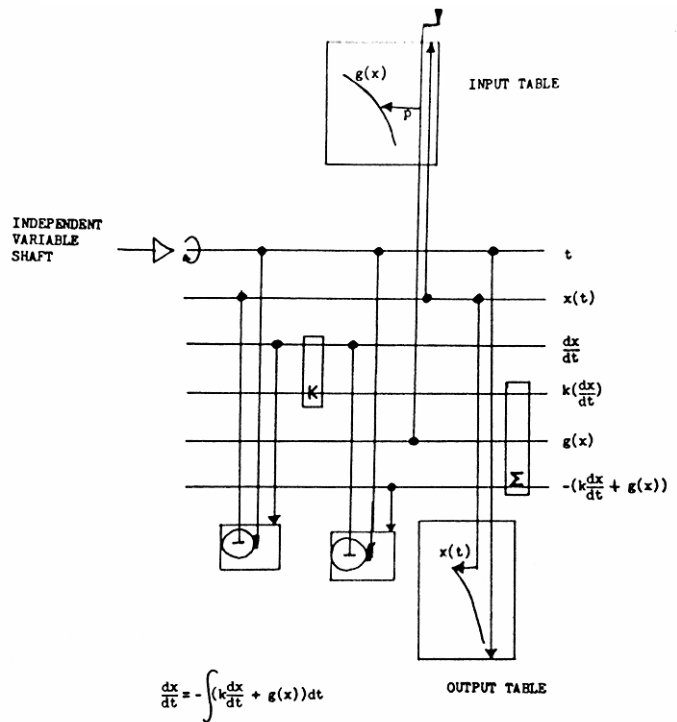 g(x)
p
INPUT TABLE
INDEPENDENT
VARIABLE
SHAFT
t
x(t)
dx/dt
K
k(dx/dt)
g(x)
Σ
-(k dx/dt + g(x))
x(t)
dx/dt = -∫(k dx/dt + g(x))dt
OUTPUT TABLE